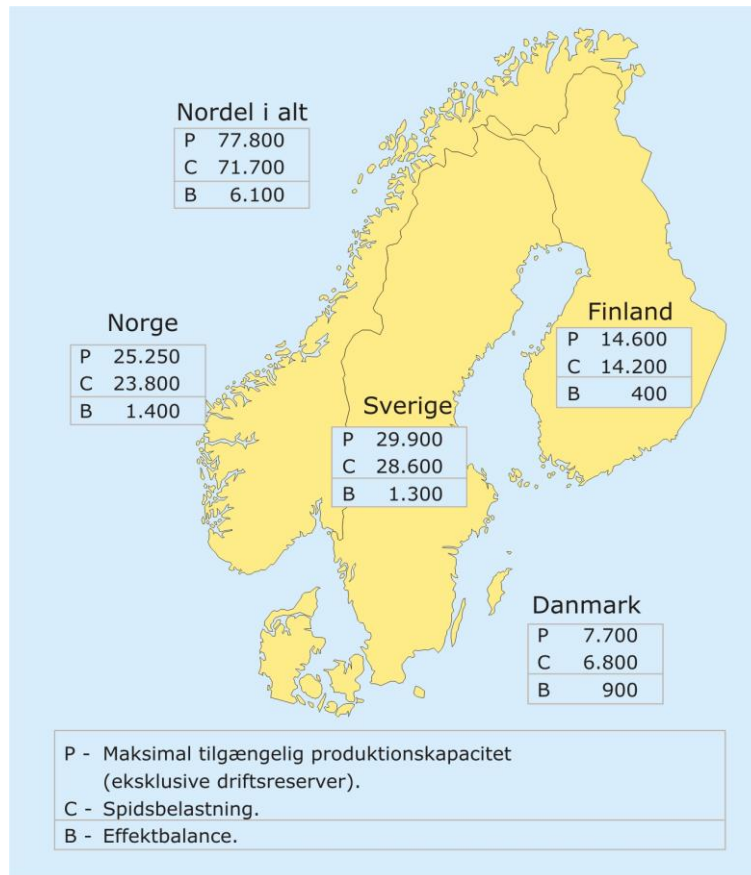 Nordel i alt
P 77.800
C 71.700
B 6.100
Norge
P 25.250
C 23.800
B 1.400
Finland
P 14.600
C 14.200
B 400
Sverige
P 29.900
C 28.600
B 1.300
Danmark
P 7.700
C 6.800
B 900
P - Maksimal tilgængelig produktionskapacitet
(eksklusive driftsreserver).
C - Spidsbelastning.
B - Effektbalance.